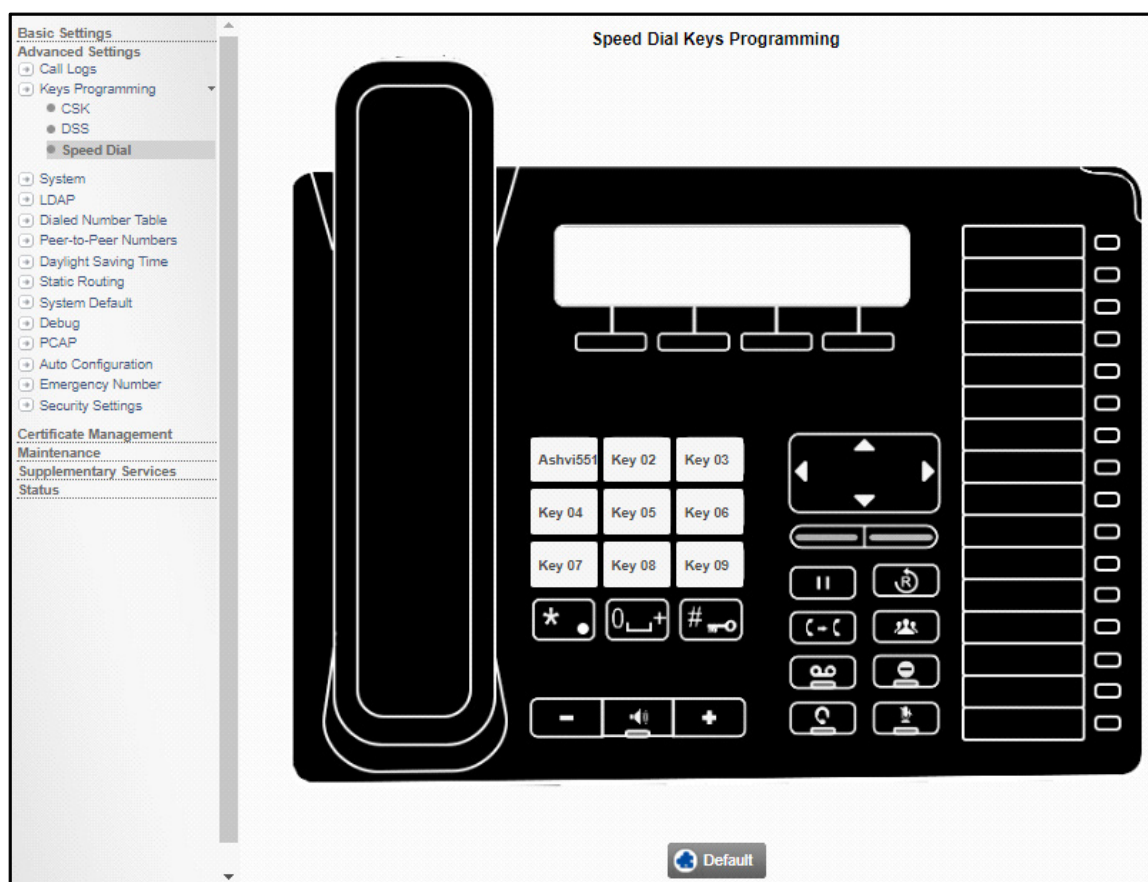 Basic Settings
Advanced Settings
Call Logs
Keys Programming
CSK
DSS
Speed Dial
System
LDAP
Dialed Number Table
Peer-to-Peer Numbers
Daylight Saving Time
Static Routing
System Default
Debug
PCAP
Auto Configuration
Emergency Number
Security Settings
Certificate Management
Maintenance
Supplementary Services
Status
Speed Dial Keys Programming
Ashvi551 Key 02 Key 03
Key 04 Key 05 Key 06
Key 07 Key 08 Key 09
* 0 + #
R
- +
Default